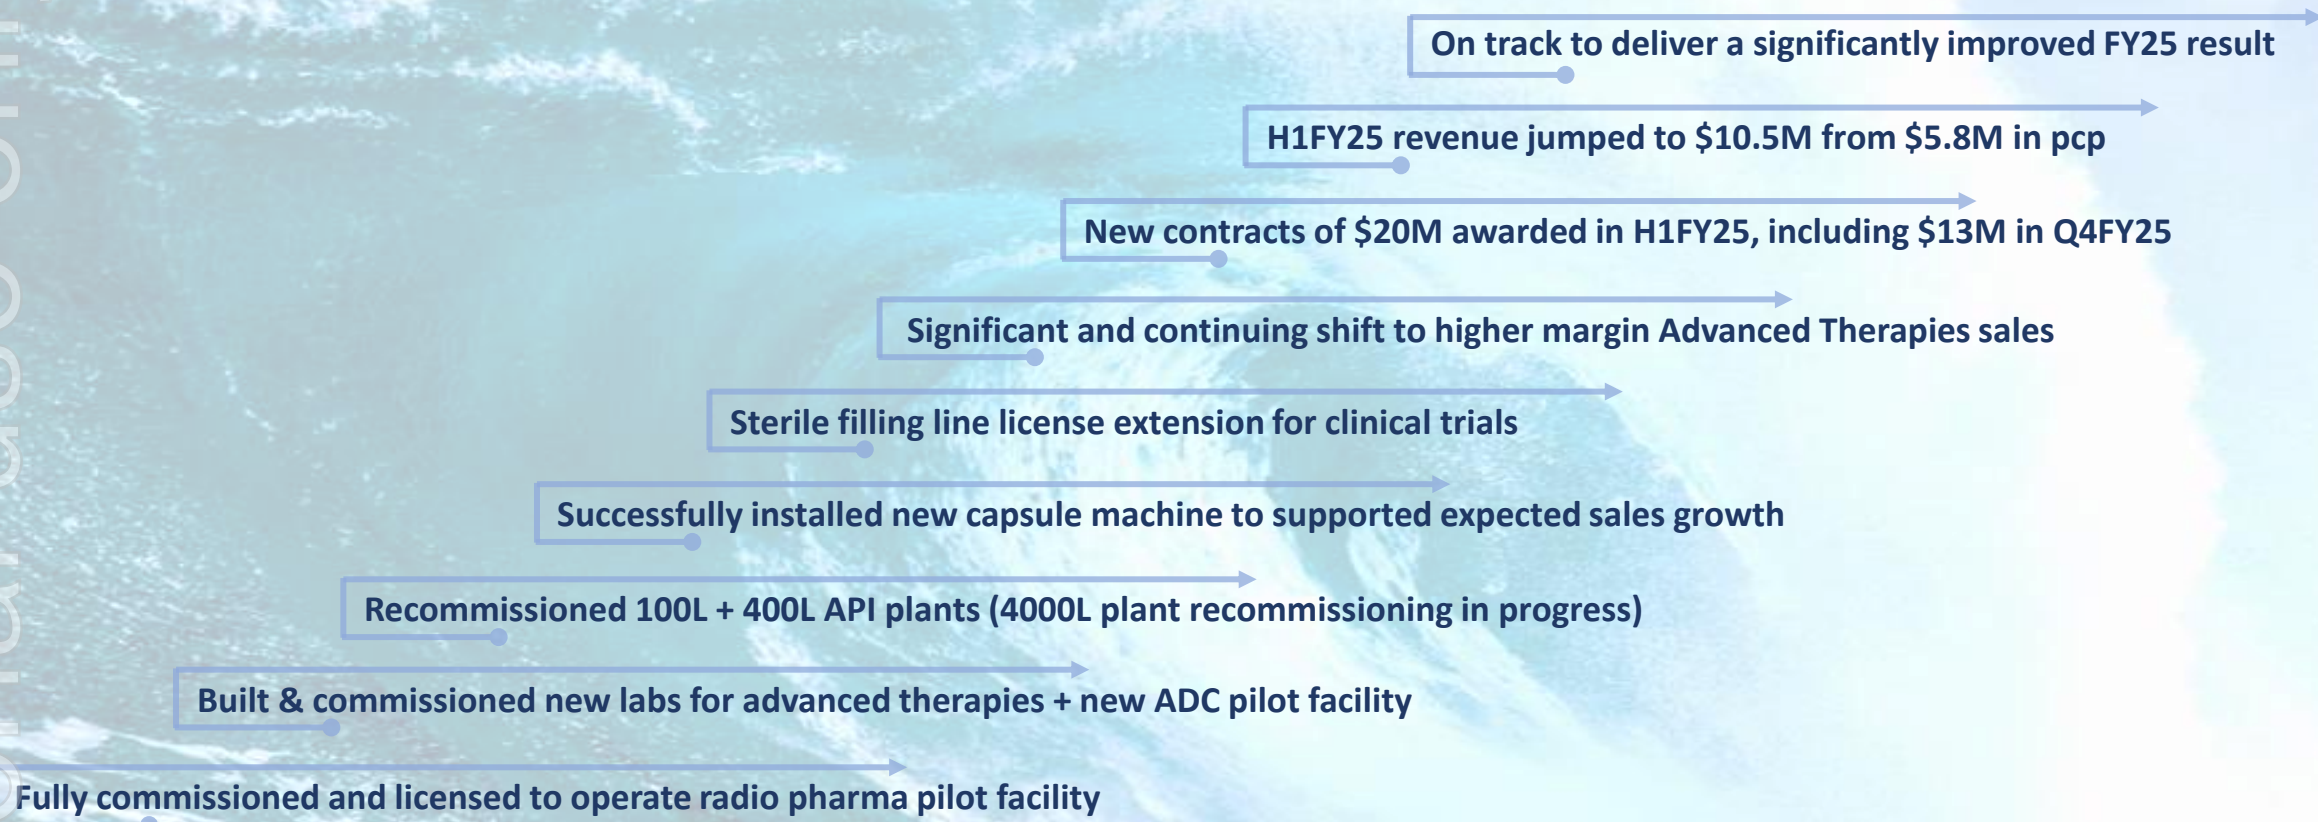 On track to deliver a significantly improved FY25 result
H1FY25 revenue jumped to $10.5M from $5.8M in pcp
New contracts of $20M awarded in H1FY25, including $13M in Q4FY25
Significant and continuing shift to higher margin Advanced Therapies sales
Sterile filling line license extension for clinical trials
Successfully installed new capsule machine to supported expected sales growth
Recommissioned 100L + 400L API plants (4000L plant recommissioning in progress)
Built & commissioned new labs for advanced therapies + new ADC pilot facility
Fully commissioned and licensed to operate radio pharma pilot facility